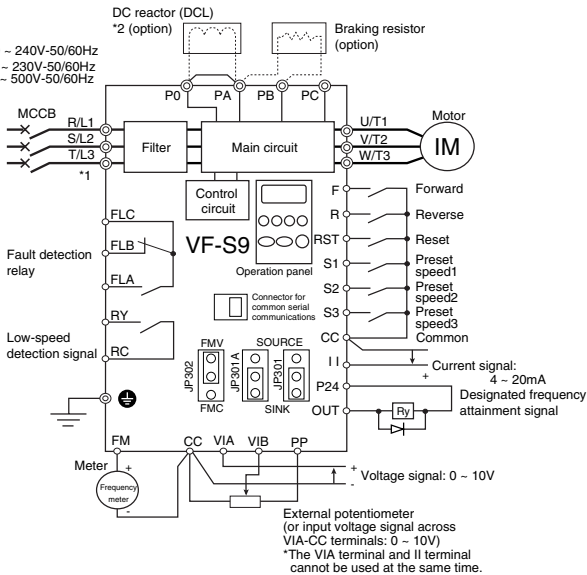 DC reactor (DCL)
*2 (option)
Braking resistor
(option)
~ 240V-50/60Hz
~ 230V-50/60Hz
~ 500V-50/60Hz
P0 PA PB PC
MCCB
R/L1
S/L2
T/L3
*1
Filter
Main circuit
U/T1
V/T2
W/T3
Motor
IM
Control
circuit
VF-S9
Operation panel
F Forward
R Reverse
RST Reset
S1 Preset
speed1
S2 Preset
speed2
S3 Preset
speed3
CC Common
FLC
FLB
FLA
Fault detection
relay
RY
RC
Low-speed
detection signal
Connector for
common serial
communications
FMV
JP302
FMC
SOURCE
JP301A
JP301
SINK
II
+
Current signal:
4 ~ 20mA
P24
OUT
Ry
Designated frequency
attainment signal
FM CC VIA VIB PP
Meter
+
Frequency
meter
-
+
-
Voltage signal: 0 ~ 10V
External potentiometer
(or input voltage signal across
VIA-CC terminals: 0 ~ 10V)
*The VIA terminal and II terminal
cannot be used at the same time.